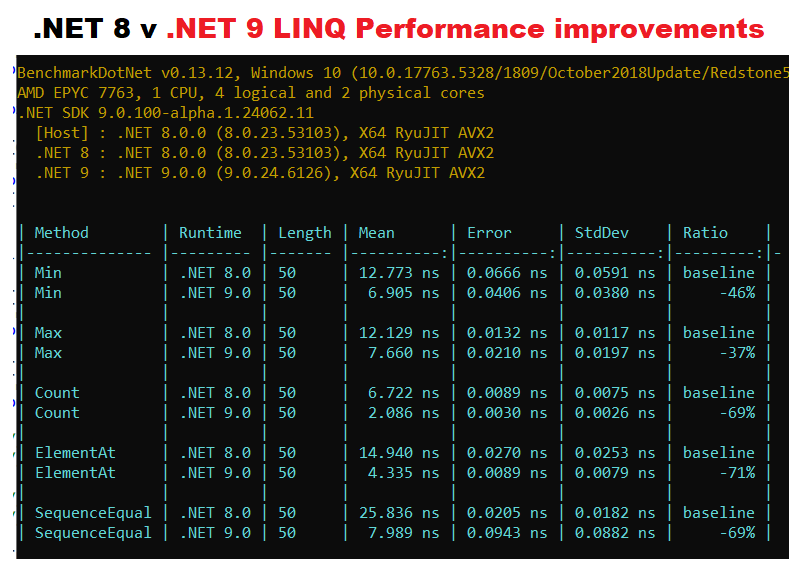 .NET 8 v .NET 9 LINQ Performance improvements
BenchmarkDotNet v0.13.12, Windows 10 (10.0.17763.5328/1809/October2018Update/Redstone5
AMD EPYC 7763, 1 CPU, 4 logical and 2 physical cores
.NET SDK 9.0.100-alpha.1.24062.11
[Host] : .NET 8.0.0 (8.0.23.53103), X64 RyuJIT AVX2
.NET 8 : .NET 8.0.0 (8.0.23.53103), X64 RyuJIT AVX2
.NET 9 : .NET 9.0.0 (9.0.24.6126), X64 RyuJIT AVX2
| Method | Runtime | Length | Mean | Error | StdDev | Ratio |
|-------------- |--------- |------- |----------:|----------:|----------:|---------:|-
| Min | .NET 8.0 | 50 | 12.773 ns | 0.0666 ns | 0.0591 ns | baseline |
| Min | .NET 9.0 | 50 | 6.905 ns | 0.0406 ns | 0.0380 ns | -46% |
| | | | | | | |
| Max | .NET 8.0 | 50 | 12.129 ns | 0.0132 ns | 0.0117 ns | baseline |
| Max | .NET 9.0 | 50 | 7.660 ns | 0.0210 ns | 0.0197 ns | -37% |
| | | | | | | |
| Count | .NET 8.0 | 50 | 6.722 ns | 0.0089 ns | 0.0075 ns | baseline |
| Count | .NET 9.0 | 50 | 2.086 ns | 0.0030 ns | 0.0026 ns | -69% |
| | | | | | | |
| ElementAt | .NET 8.0 | 50 | 14.940 ns | 0.0270 ns | 0.0253 ns | baseline |
| ElementAt | .NET 9.0 | 50 | 4.335 ns | 0.0089 ns | 0.0079 ns | -71% |
| | | | | | | |
| SequenceEqual | .NET 8.0 | 50 | 25.836 ns | 0.0205 ns | 0.0182 ns | baseline |
| SequenceEqual | .NET 9.0 | 50 | 7.989 ns | 0.0943 ns | 0.0882 ns | -69% |